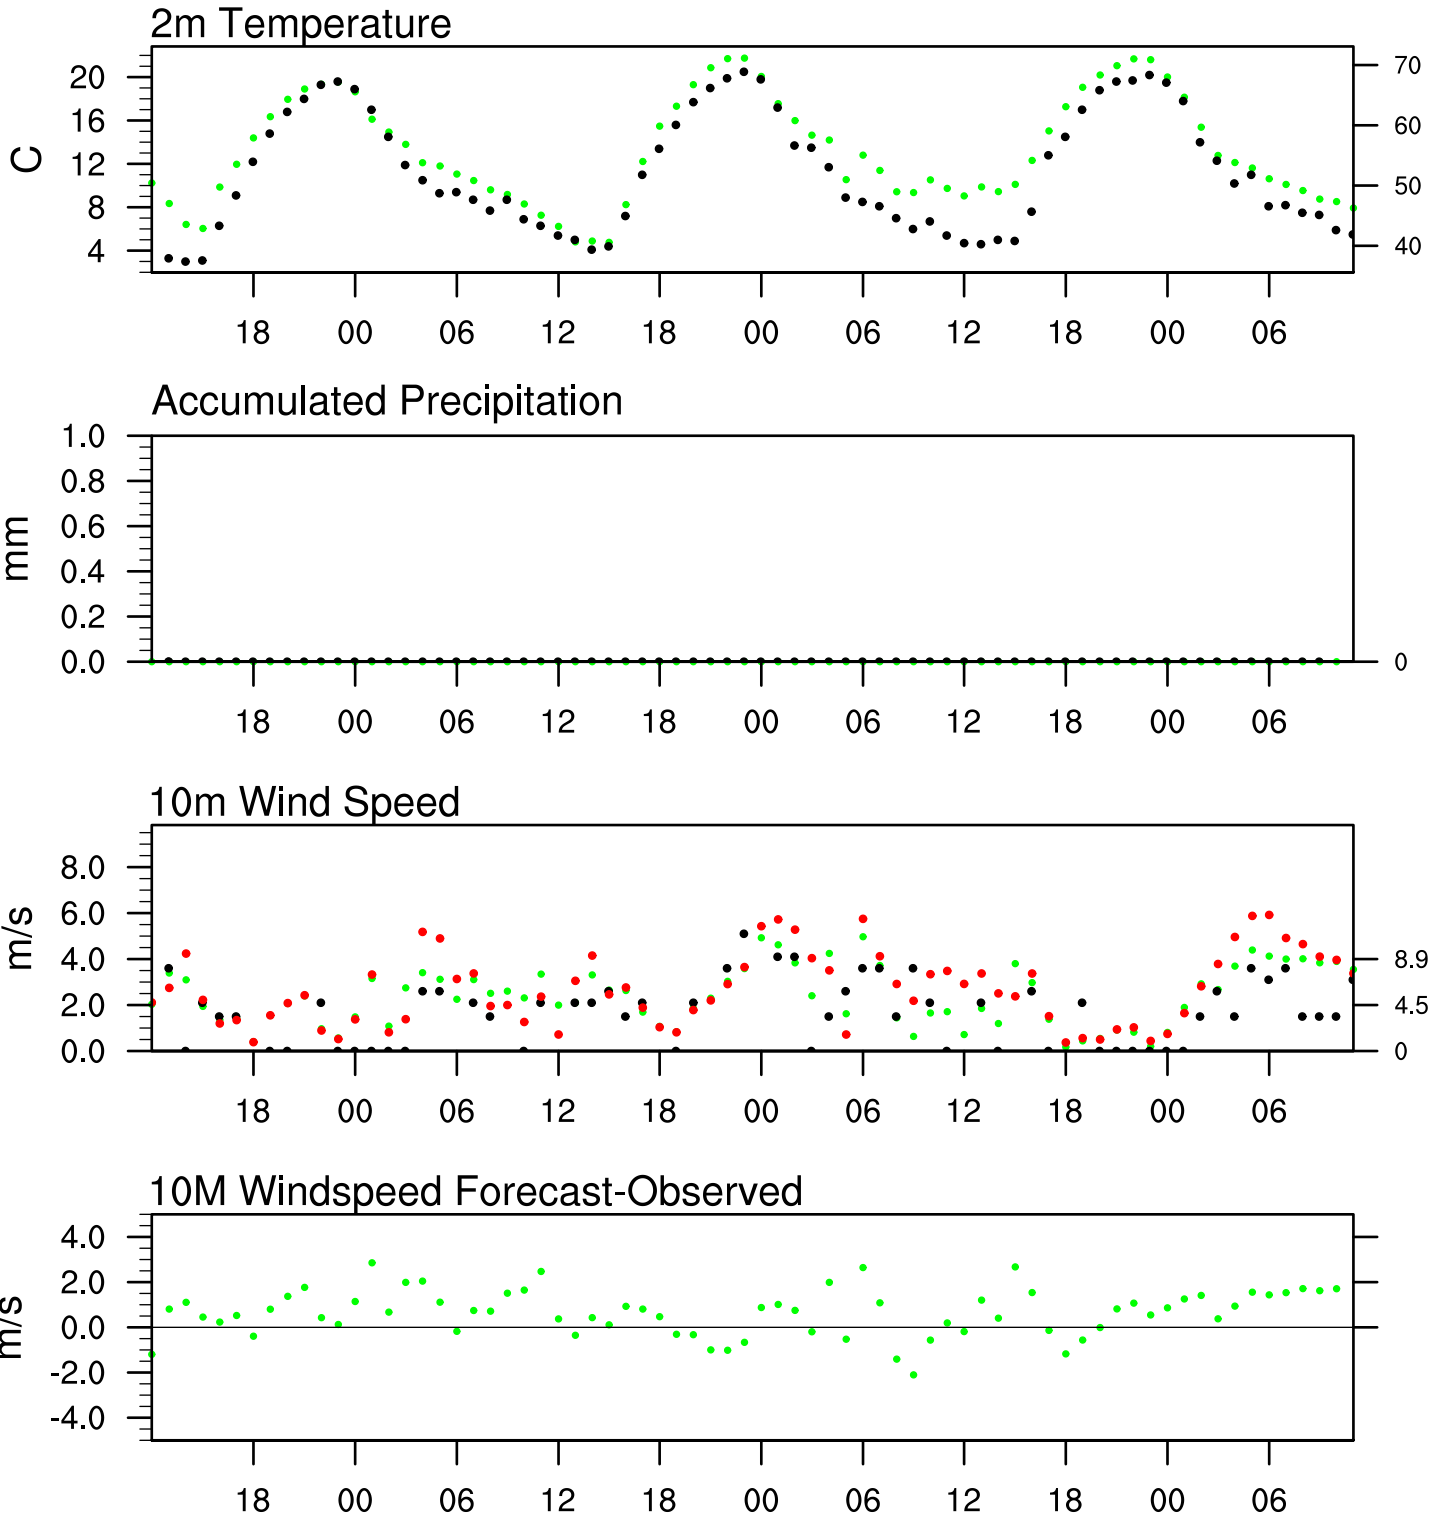 2m Temperature
20
16
12
8
4
C
70
60
50
40
18 00 06 12 18 00 06 12 18 00 06
Accumulated Precipitation
1.0
0.8
0.6
0.4
0.2
0.0
mm
0
18 00 06 12 18 00 06 12 18 00 06
10m Wind Speed
8.0
6.0
4.0
2.0
0.0
m/s
8.9
4.5
0
18 00 06 12 18 00 06 12 18 00 06
10M Windspeed Forecast-Observed
4.0
2.0
0.0
-2.0
-4.0
m/s
18 00 06 12 18 00 06 12 18 00 06